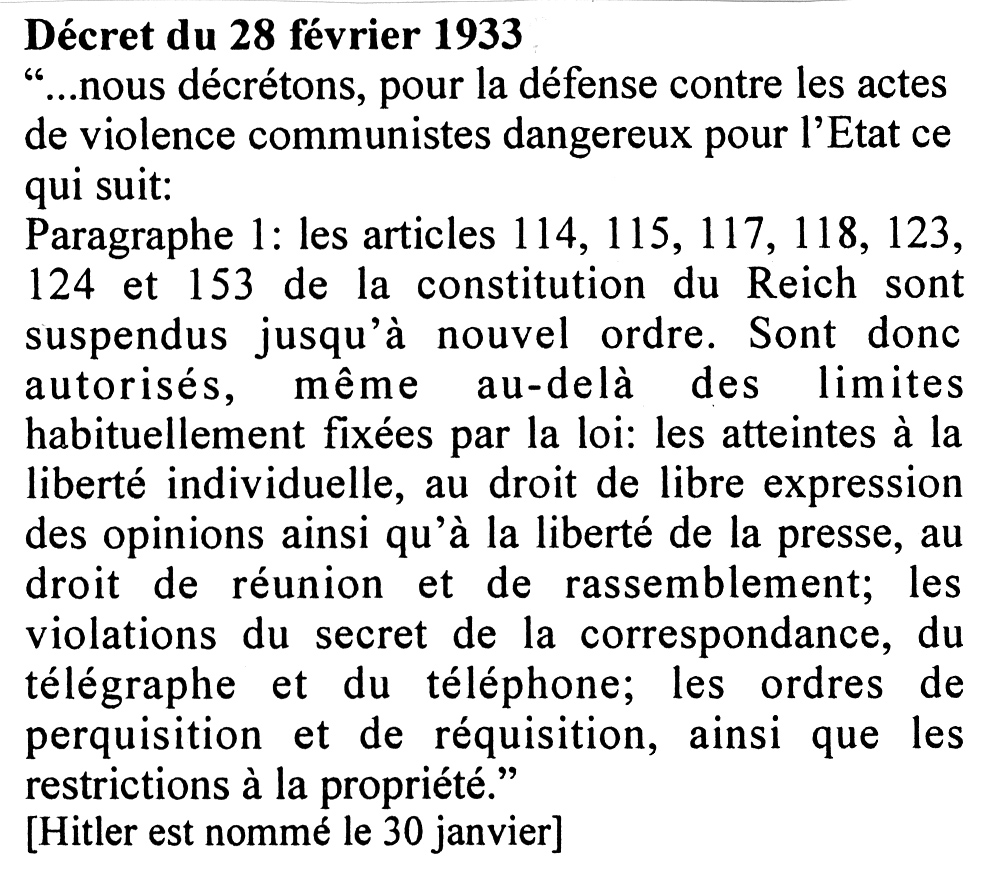 Décret du 28 février 1933
“...nous décrétons, pour la défense contre les actes
de violence communistes dangereux pour l’Etat ce
qui suit:
Paragraphe 1: les articles 114, 115, 117, 118, 123,
124 et 153 de la constitution du Reich sont
suspendus jusqu’à nouvel ordre. Sont donc
autorisés, même au-delà des limites
habituellement fixées par la loi: les atteintes à la
liberté individuelle, au droit de libre expression
des opinions ainsi qu’à la liberté de la presse, au
droit de réunion et de rassemblement; les
violations du secret de la correspondance, du
télégraphe et du téléphone; les ordres de
perquisition et de réquisition, ainsi que les
restrictions à la propriété.”
[Hitler est nommé le 30 janvier]